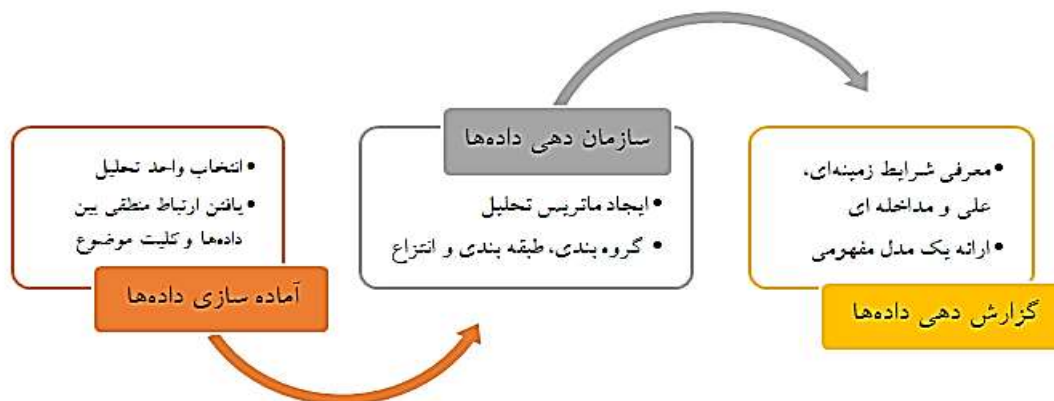 • انتخاب واحد تحلیل
• یافتن ارتباط منطقی بین
داده‌ها و کلیت موضوع
آماده سازی داده‌ها
سازمان دهی داده‌ها
• ایجاد ماتریس تحلیل
• گروه بندی، طبقه بندی و انتزاع
• معرفی شرایط زمینه‌ای،
علی و مداخله ای
• ارائه یک مدل مفهومی
گزارش دهی داده‌ها